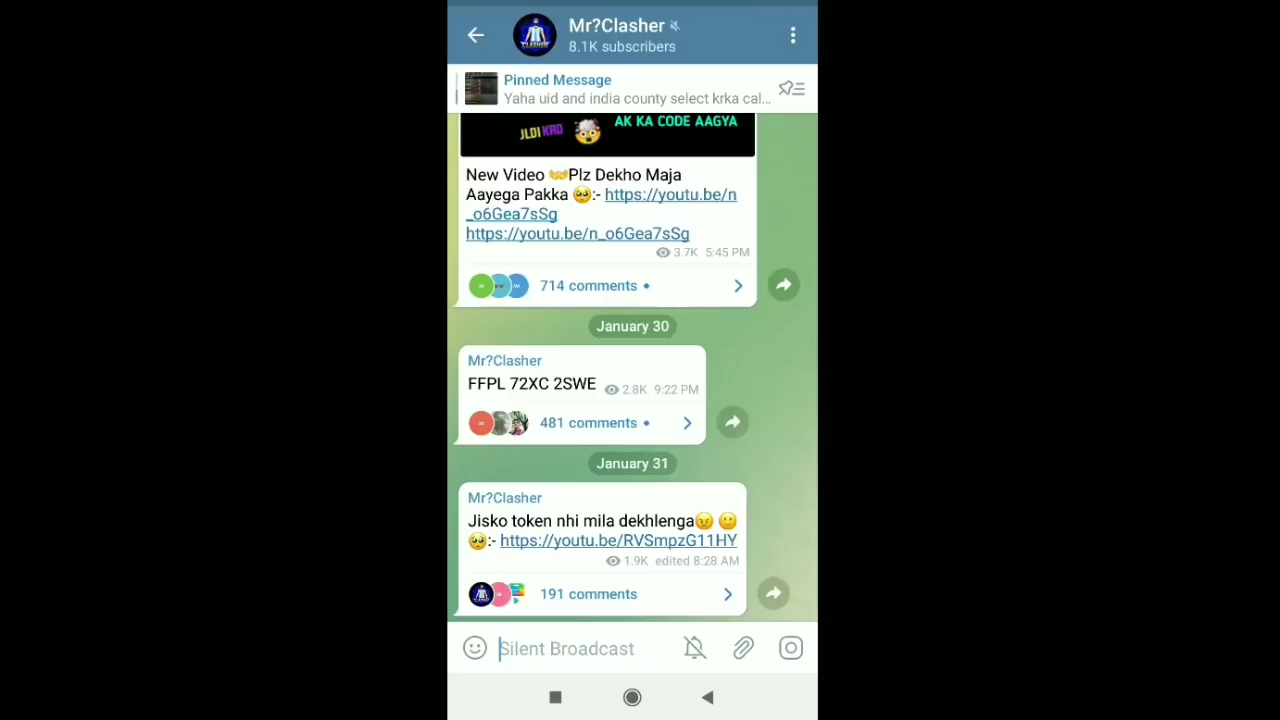 Mr?Clasher
8.1K subscribers
Pinned Message
Yaha uid and india county select krka cal...
JLDI KRO
AK KA CODE AAGYA
New Video 🤝Plz Dekho Maja
Aayega Pakka 🥺:- https://youtu.be/n
_o6Gea7sSg
https://youtu.be/n_o6Gea7sSg
3.7K 5:45 PM
714 comments
January 30
Mr?Clasher
FFPL 72XC 2SWE 2.8K 9:22 PM
481 comments
January 31
Mr?Clasher
Jisko token nhi mila dekhlenga😠 🙂
🥺:- https://youtu.be/RVSmpzG11HY
1.9K edited 8:28 AM
191 comments
Silent Broadcast